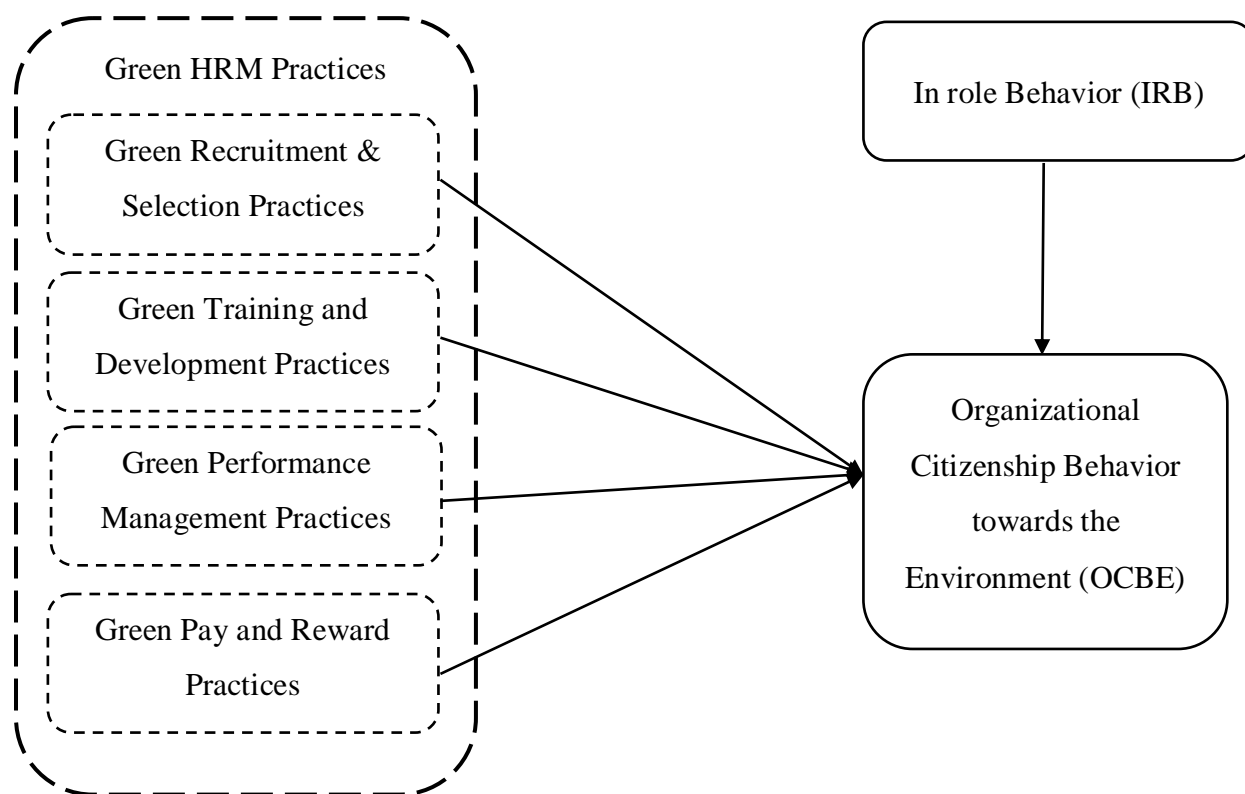 Green HRM Practices
Green Recruitment &
Selection Practices
Green Training and
Development Practices
Green Performance
Management Practices
Green Pay and Reward
Practices
In role Behavior (IRB)
Organizational
Citizenship Behavior
towards the
Environment (OCBE)